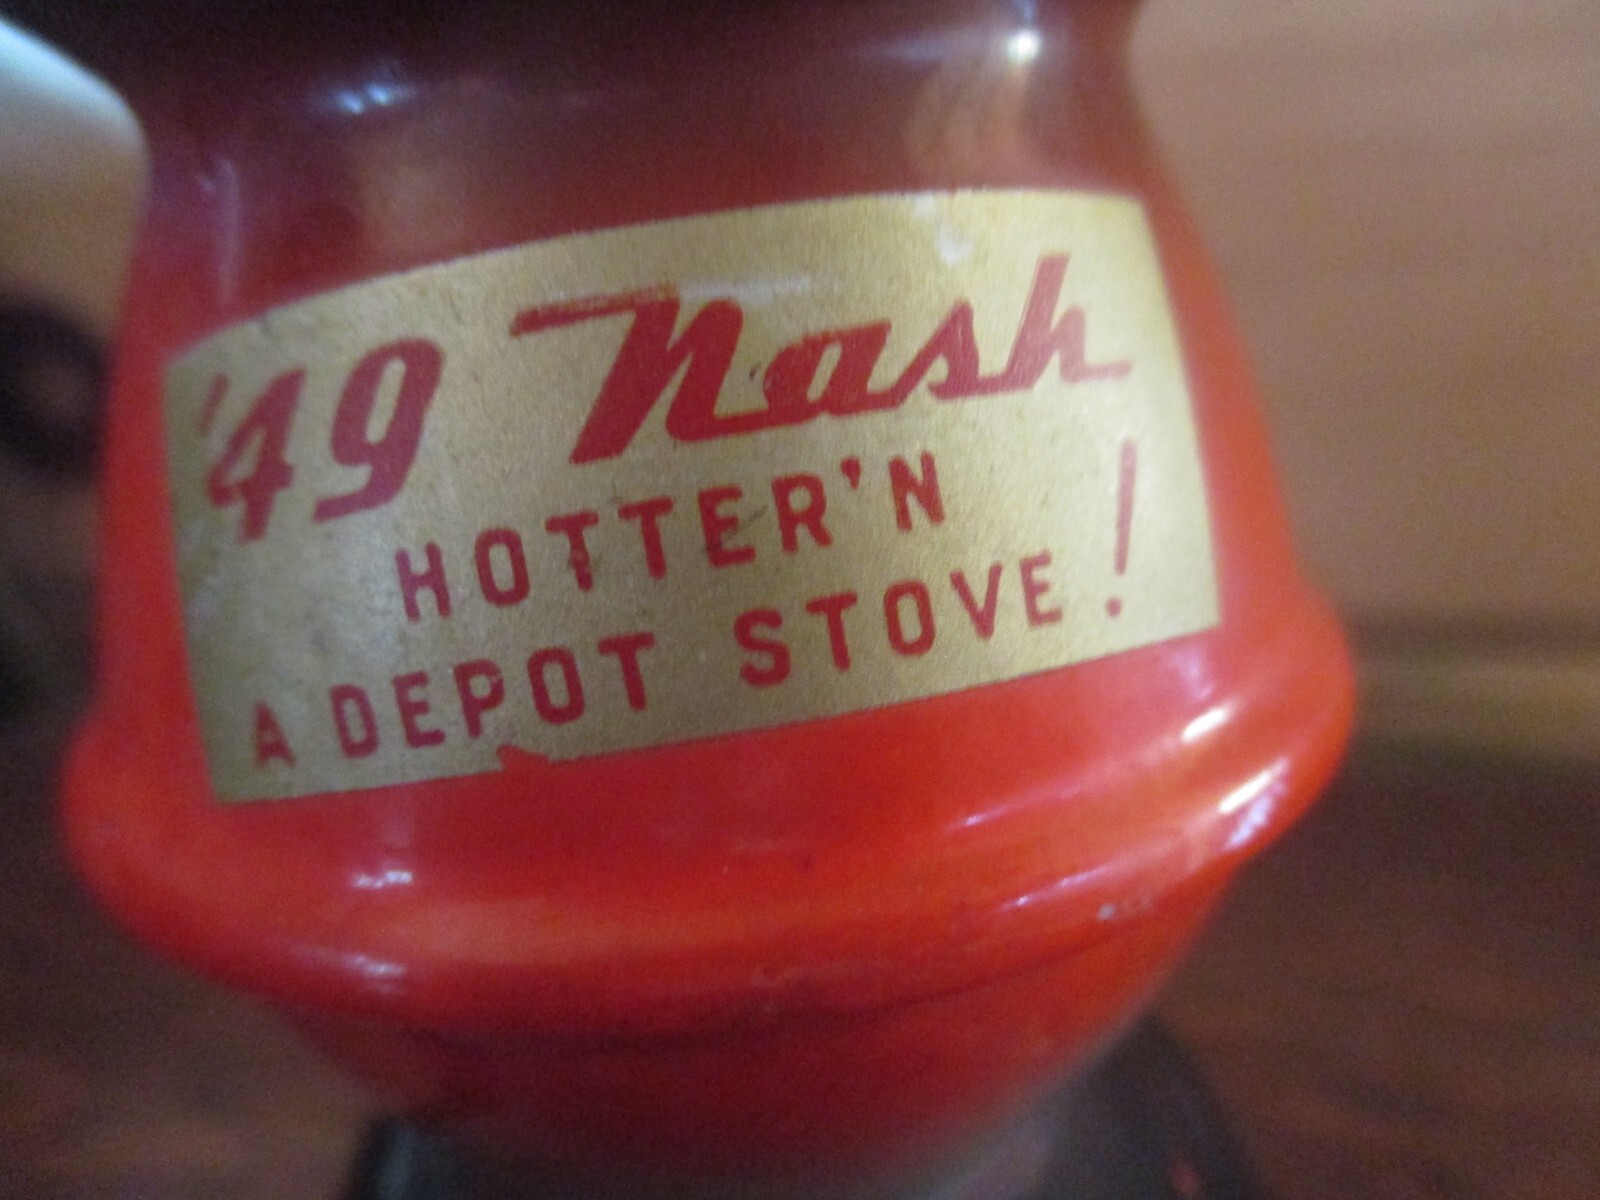 '49 Nash
HOTTER'N
A DEPOT STOVE!